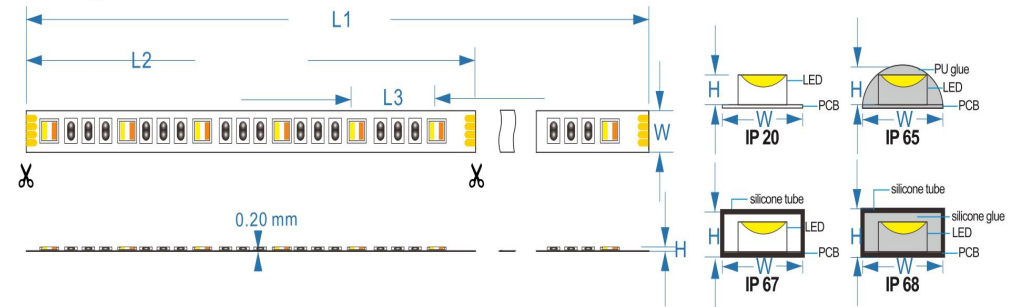 L1
L2
L3
W
0.20 mm
H
H
LED
PCB
W
IP 20
H
PU glue
LED
PCB
W
IP 65
silicone tube
H
LED
PCB
W
IP 67
silicone tube
H
silicone glue
LED
PCB
W
IP 68